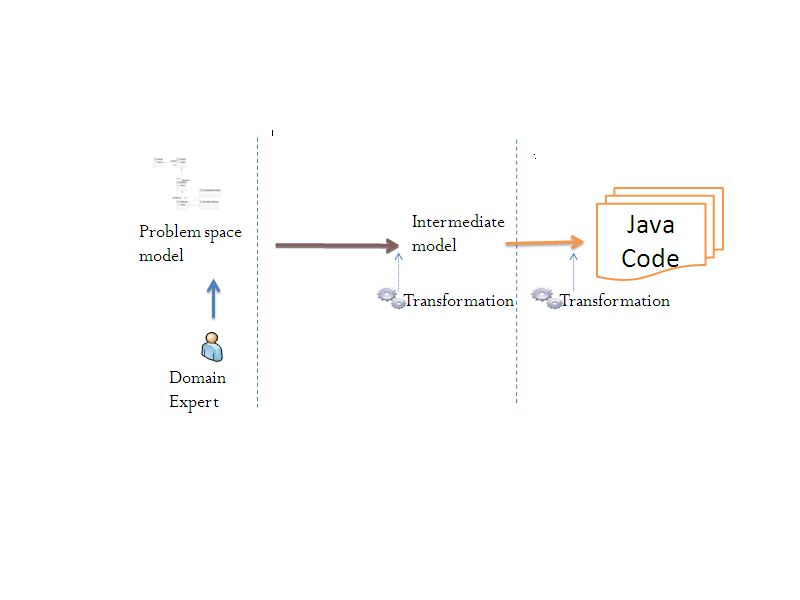 Problem space
model
Domain
Expert
Intermediate
model
Transformation
Transformation
Java
Code